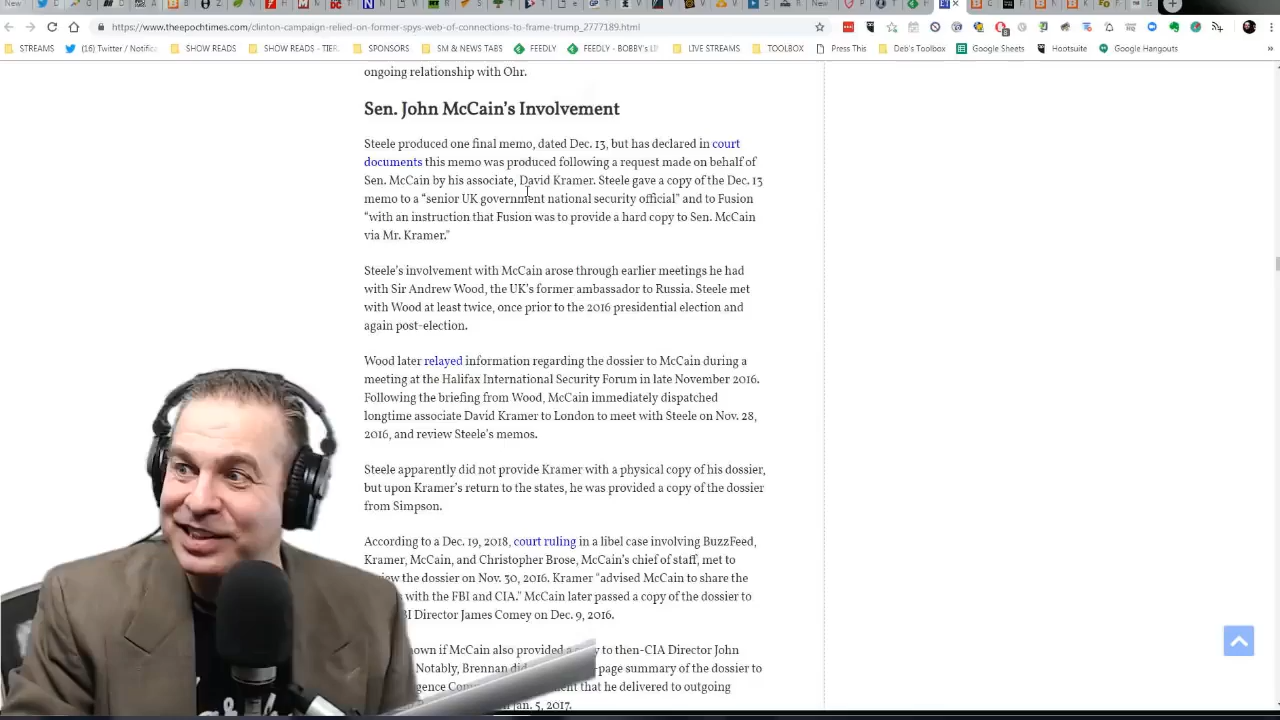 New
https://www.theepochtimes.com/clinton-campaign-relied-on-former-spys-web-of-connections-to-frame-trump_2777189.html
STREAMS (16) Twitter / Notific SHOW READS SHOW READS - TIER SPONSORS SM & NEWS TABS FEEDLY FEEDLY - BOBBY'S LI LIVE STREAMS TOOLBOX Press This Deb's Toolbox Google Sheets Hootsuite Google Hangouts
ongoing relationship with Ohr.
Sen. John McCain's Involvement
Steele produced one final memo, dated Dec. 13, but has declared in court
documents this memo was produced following a request made on behalf of
Sen. McCain by his associate, David Kramer. Steele gave a copy of the Dec. 13
memo to a “senior UK government national security official” and to Fusion
“with an instruction that Fusion was to provide a hard copy to Sen. McCain
via Mr. Kramer.”
Steele's involvement with McCain arose through earlier meetings he had
with Sir Andrew Wood, the UK's former ambassador to Russia. Steele met
with Wood at least twice, once prior to the 2016 presidential election and
again post-election.
Wood later relayed information regarding the dossier to McCain during a
meeting at the Halifax International Security Forum in late November 2016.
Following the briefing from Wood, McCain immediately dispatched
longtime associate David Kramer to London to meet with Steele on Nov. 28,
2016, and review Steele's memos.
Steele apparently did not provide Kramer with a physical copy of his dossier,
but upon Kramer's return to the states, he was provided a copy of the dossier
from Simpson.
According to a Dec. 19, 2018, court ruling in a libel case involving BuzzFeed,
Kramer, McCain, and Christopher Brose, McCain's chief of staff, met to
the dossier on Nov. 30, 2016. Kramer “advised McCain to share the
with the FBI and CIA.” McCain later passed a copy of the dossier to
Director James Comey on Dec. 9, 2016.
if McCain also provided a to then-CIA Director John
Notably, Brennan page summary of the dossier to
that he delivered to outgoing
Jan. 5, 2017.